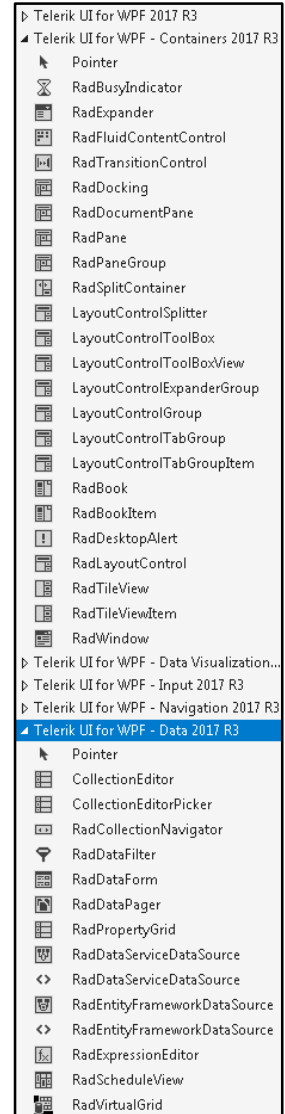 Telerik UI for WPF 2017 R3
Telerik UI for WPF - Containers 2017 R3
Pointer
RadBusyIndicator
RadExpander
RadFluidContentControl
RadTransitionControl
RadDocking
RadDocumentPane
RadPane
RadPaneGroup
RadSplitContainer
LayoutControlSplitter
LayoutControlToolBox
LayoutControlToolBoxView
LayoutControlExpanderGroup
LayoutControlGroup
LayoutControlTabGroup
LayoutControlTabGroupItem
RadBook
RadBookItem
RadDesktopAlert
RadLayoutControl
RadTileView
RadTileViewItem
RadWindow
Telerik UI for WPF - Data Visualization...
Telerik UI for WPF - Input 2017 R3
Telerik UI for WPF - Navigation 2017 R3
Telerik UI for WPF - Data 2017 R3
Pointer
CollectionEditor
CollectionEditorPicker
RadCollectionNavigator
RadDataFilter
RadDataForm
RadDataPager
RadPropertyGrid
RadDataServiceDataSource
RadDataServiceDataSource
RadEntityFrameworkDataSource
RadEntityFrameworkDataSource
RadExpressionEditor
RadScheduleView
RadVirtualGrid